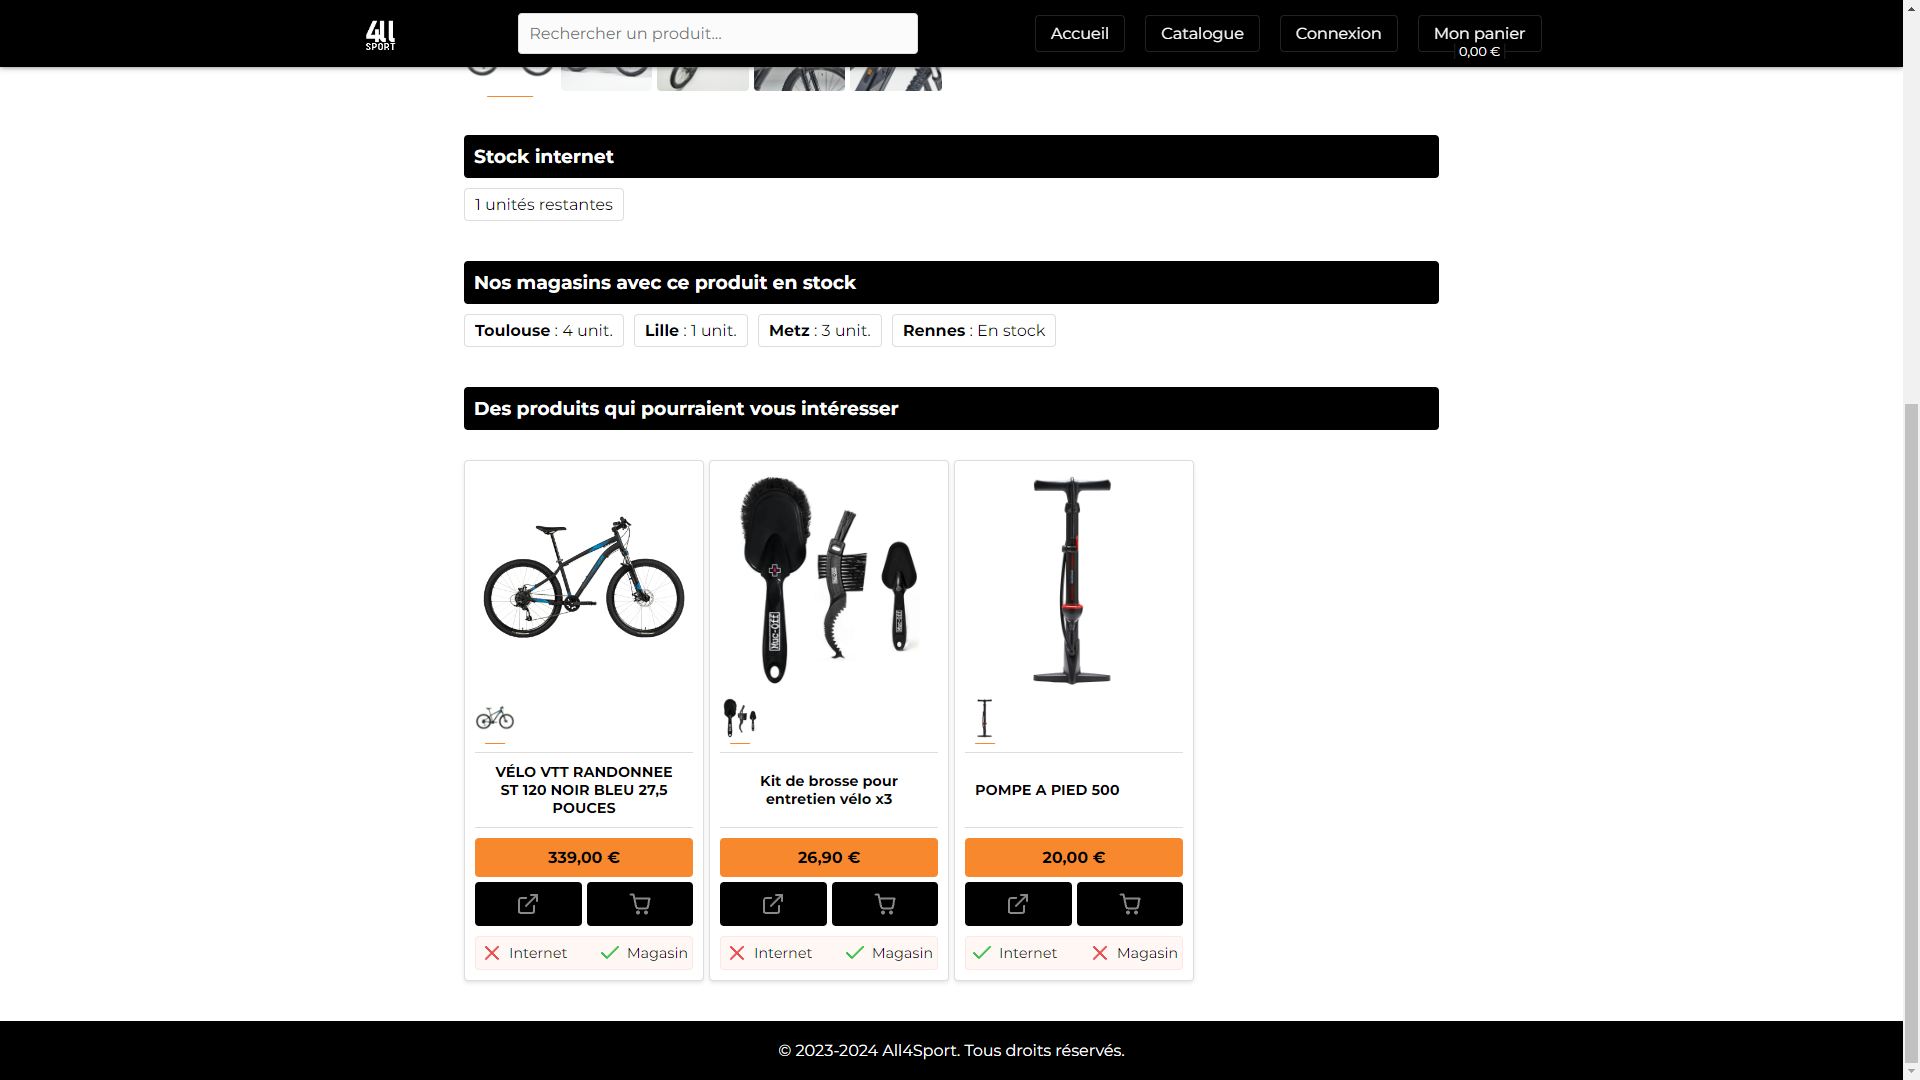 4ll
SPORT
Rechercher un produit...
Accueil
Catalogue
Connexion
Mon panier
0,00 €
Stock internet
1 unités restantes
Nos magasins avec ce produit en stock
Toulouse : 4 unit.
Lille : 1 unit.
Metz : 3 unit.
Rennes : En stock
Des produits qui pourraient vous intéresser
Muc-Off
Muc-Off
VÉLO VTT RANDONNEE
ST 120 NOIR BLEU 27,5
POUCES
339,00 €
Internet
Magasin
Kit de brosse pour
entretien vélo x3
26,90 €
Internet
Magasin
POMPE A PIED 500
20,00 €
Internet
Magasin
© 2023-2024 All4Sport. Tous droits réservés.